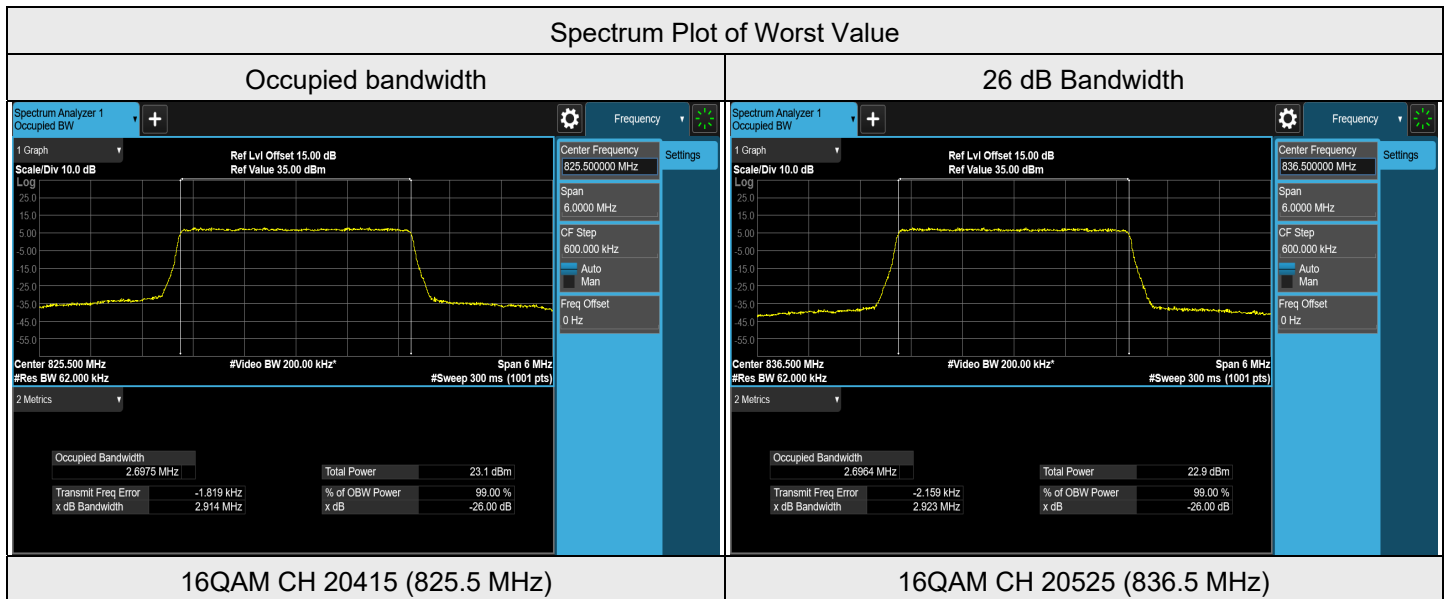 Spectrum Plot of Worst Value
Occupied bandwidth
26 dB Bandwidth
Spectrum Analyzer 1
Occupied BW
+
Frequency
1 Graph
Scale/Div 10.0 dB
Ref Lvl Offset 15.00 dB
Ref Value 35.00 dBm
Log
25.0
15.0
5.00
-5.00
-15.0
-25.0
-35.0
-45.0
-55.0
Center 825.500 MHz
#Video BW 200.00 kHz*
Span 6 MHz
#Res BW 62.000 kHz
#Sweep 300 ms (1001 pts)
Center Frequency
825.500000 MHz
Settings
Span
6.0000 MHz
CF Step
600.000 kHz
Auto
Man
Freq Offset
0 Hz
2 Metrics
Occupied Bandwidth
2.6975 MHz
Total Power 23.1 dBm
Transmit Freq Error -1.819 kHz % of OBW Power 99.00 %
x dB Bandwidth 2.914 MHz x dB -26.00 dB
Spectrum Analyzer 1
Occupied BW
+
Frequency
1 Graph
Scale/Div 10.0 dB
Ref Lvl Offset 15.00 dB
Ref Value 35.00 dBm
Log
25.0
15.0
5.00
-5.00
-15.0
-25.0
-35.0
-45.0
-55.0
Center 836.500 MHz
#Video BW 200.00 kHz*
Span 6 MHz
#Res BW 62.000 kHz
#Sweep 300 ms (1001 pts)
Center Frequency
836.500000 MHz
Settings
Span
6.0000 MHz
CF Step
600.000 kHz
Auto
Man
Freq Offset
0 Hz
2 Metrics
Occupied Bandwidth
2.6964 MHz
Total Power 22.9 dBm
Transmit Freq Error -2.159 kHz % of OBW Power 99.00 %
x dB Bandwidth 2.923 MHz x dB -26.00 dB
16QAM CH 20415 (825.5 MHz)
16QAM CH 20525 (836.5 MHz)